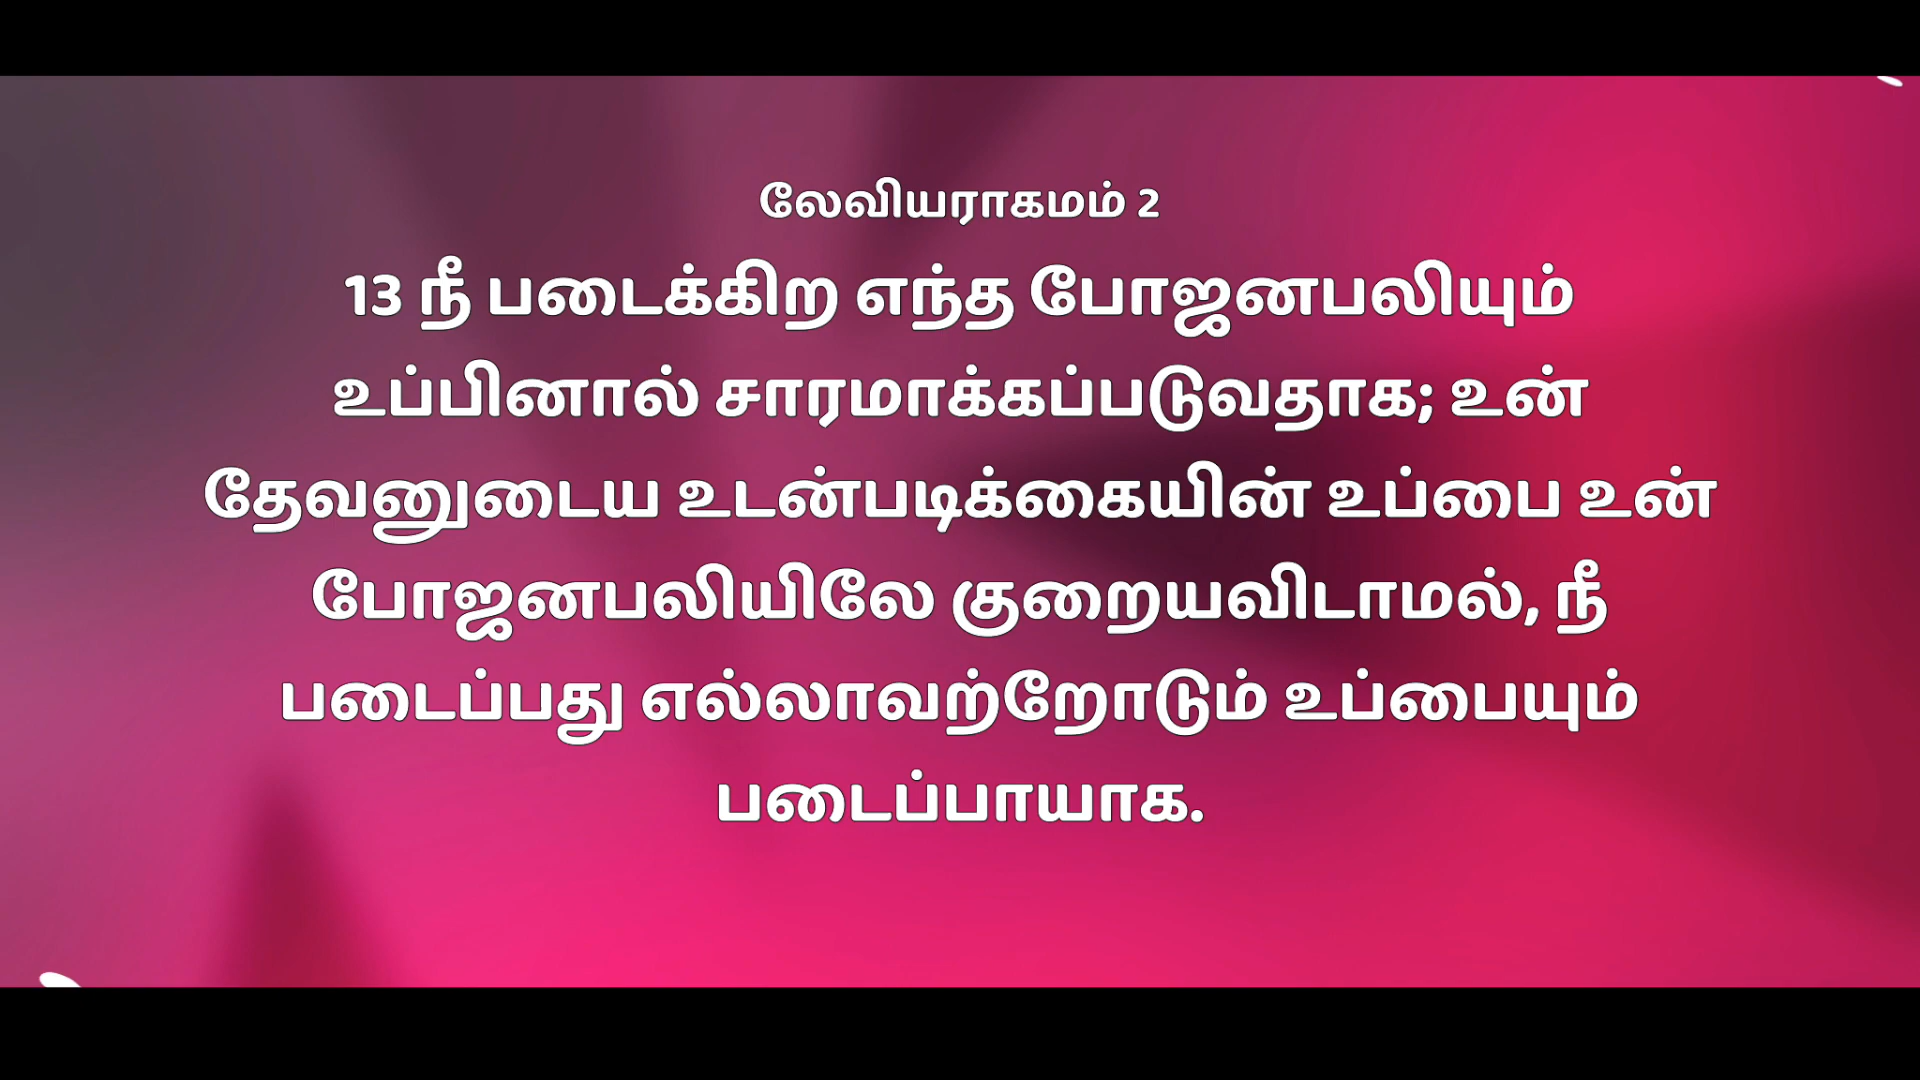 லேவியராகமம் 2
13 நீ படைக்கிற எந்த போஜனபலியும்
உப்பினால் சாரமாக்கப்படுவதாக; உன்
தேவனுடைய உடன்படிக்கையின் உப்பை உன்
போஜனபலியிலே குறையவிடாமல், நீ
படைப்பது எல்லாவற்றோடும் உப்பையும்
படைப்பாயாக.